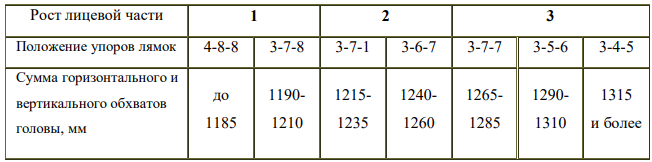 Рост лицевой части 1 2 3
Положение упоров лямок 4-8-8 3-7-8 3-7-1 3-6-7 3-7-7 3-5-6 3-4-5
Сумма горизонтального и
вертикального обхватов
головы, мм
до
1185
1190-
1210
1215-
1235
1240-
1260
1265-
1285
1290-
1310
1315
и более